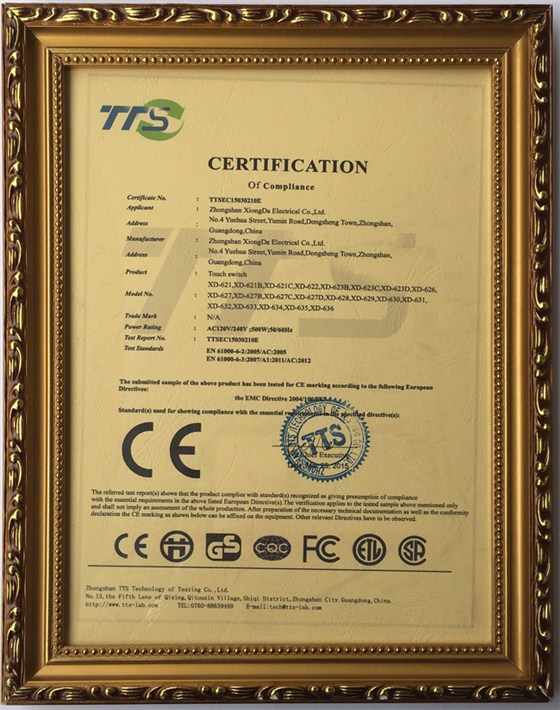 TTS
CERTIFICATION
Of Compliance
Certificate No. : TTSEC15030210E
Applicant : Zhongshan XiongDa Electrical Co.,Ltd.
Address : No.4 Yuehua Street,Yumin Road,Dongsheng Town,Zhongshan,
Guangdong,China
Manufacturer : Zhongshan XiongDa Electrical Co.,Ltd.
Address : No.4 Yuehua Street,Yumin Road,Dongsheng Town,Zhongshan,
Guangdong,China
Product : Touch switch
XD-621,XD-621B,XD-621C,XD-622,XD-623B,XD-623C,XD-623D,XD-626,
Model No. : XD-627,XD-627B,XD-627C,XD-627D,XD-628,XD-629,XD-630,XD-631,
XD-632,XD-633,XD-634,XD-635,XD-636
Trade Mark : N/A
Power Rating : AC120V/240V ;500W;50/60Hz
Test Report No. : TTSEC15030210E
Test Standards EN 61000-6-2:2005/AC:2005
EN 61000-6-3:2007/A1:2011/AC:2012
The submitted sample of the above product has been tested for CE marking according to the following European
Directives:
the EMC Directive 2004/
Standard(s) used for showing compliance with the essential in the specified directive(s):
CE
TTS
Chief Executive
2015
The referred test report(s) shows that the product complies with standard(s) recognized as giving presumption of compliance
with the essential requirements in the above listed European Directive(s).The verification applies to the tested sample above mentioned only
and shall not imply an assessment of the whole production. After preparation of the necessary technical documentation as well as the conformity
declaration the CE marking as shown below can be affixed on the equipment. Other relevant Directives have to be observed.
CE GS CQC FC ETL
Zhongshan TTS Technology of Testing Co.,Ltd.
No.13,the Fifth Lane of Qixing,Qitouxin Village,Shiqi District,Zhongshan City.Guangdong,China.
http://www.tts-lab.com TEL:0760-88639499 E-mail:tech@tts-lab.com